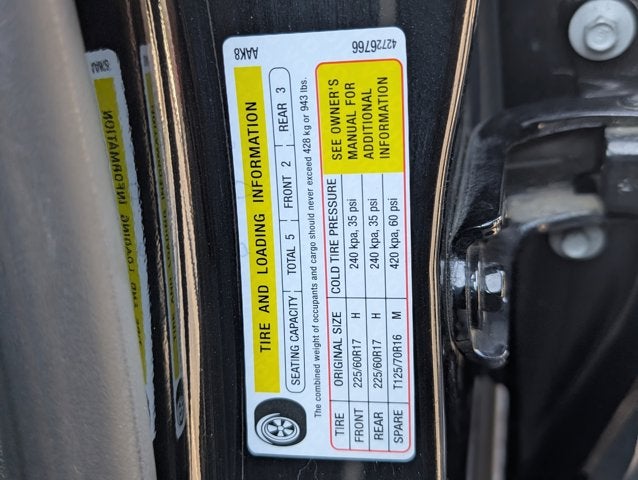 AAK8
42726766
TIRE AND LOADING INFORMATION
SEATING CAPACITY TOTAL 5 FRONT 2 REAR 3
The combined weight of occupants and cargo should never exceed 428 kg or 943 lbs.
TIRE ORIGINAL SIZE COLD TIRE PRESSURE
FRONT 225/60R17 H 240 kpa, 35 psi
REAR 225/60R17 H 240 kpa, 35 psi
SPARE T125/70R16 M 420 kpa, 60 psi
SEE OWNER'S
MANUAL FOR
ADDITIONAL
INFORMATION